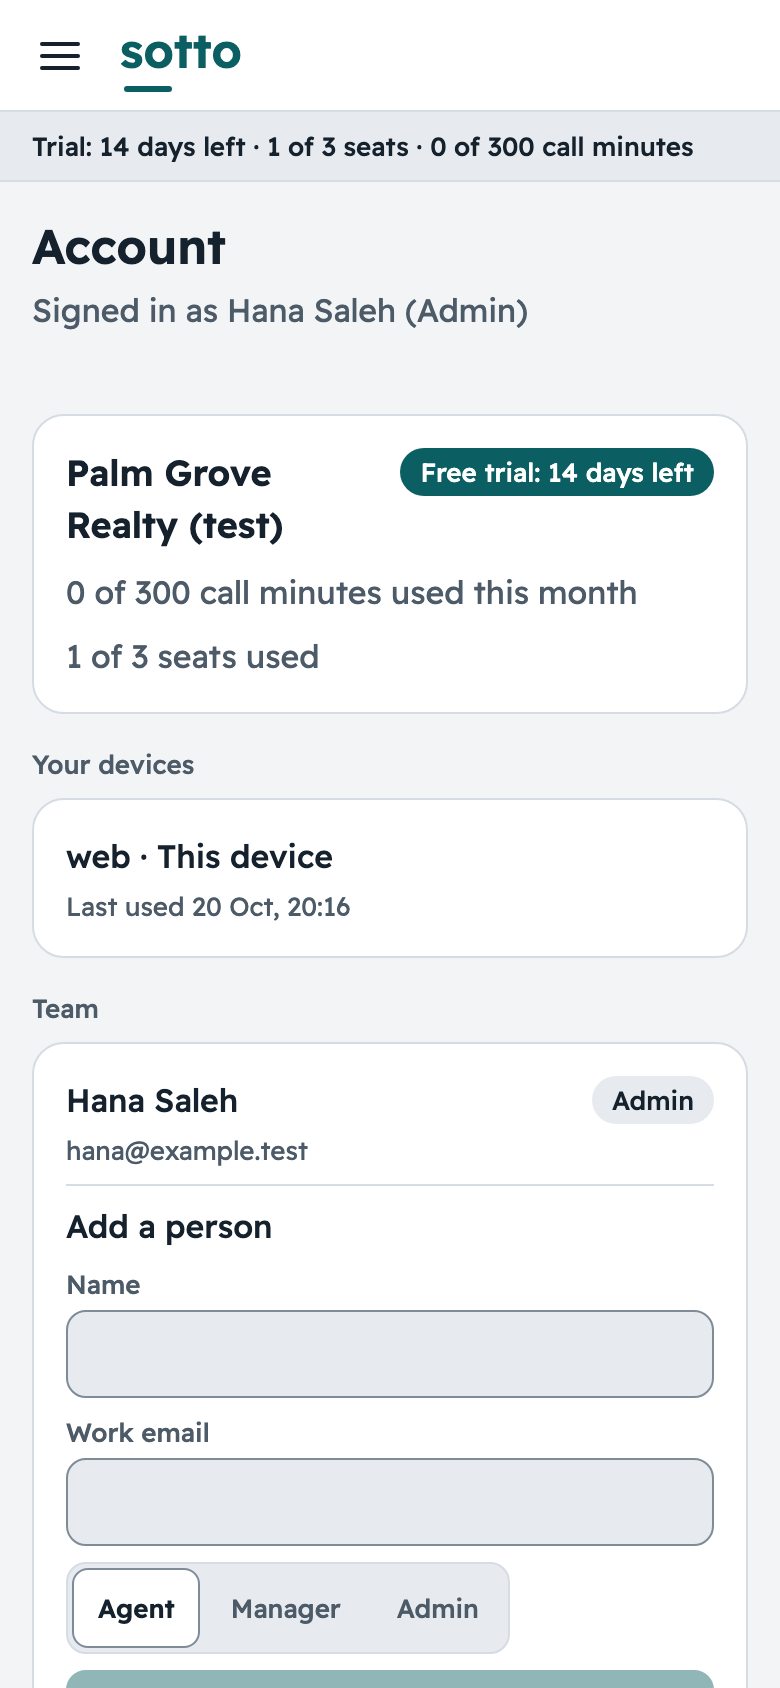 sotto
Trial: 14 days left · 1 of 3 seats · 0 of 300 call minutes
Account
Signed in as Hana Saleh (Admin)
Palm Grove
Realty (test)
Free trial: 14 days left
0 of 300 call minutes used this month
1 of 3 seats used
Your devices
web · This device
Last used 20 Oct, 20:16
Team
Hana Saleh
Admin
hana@example.test
Add a person
Name
Work email
Agent Manager Admin